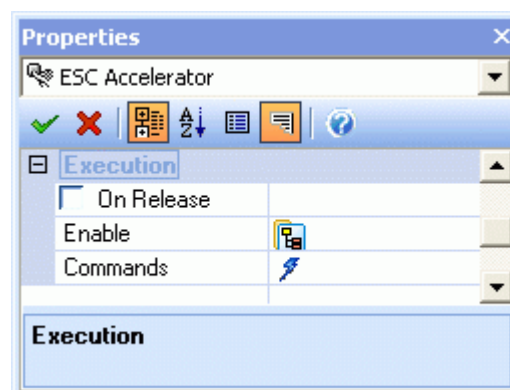 Properties
ESC Accelerator
Execution
On Release
Enable
Commands
Execution